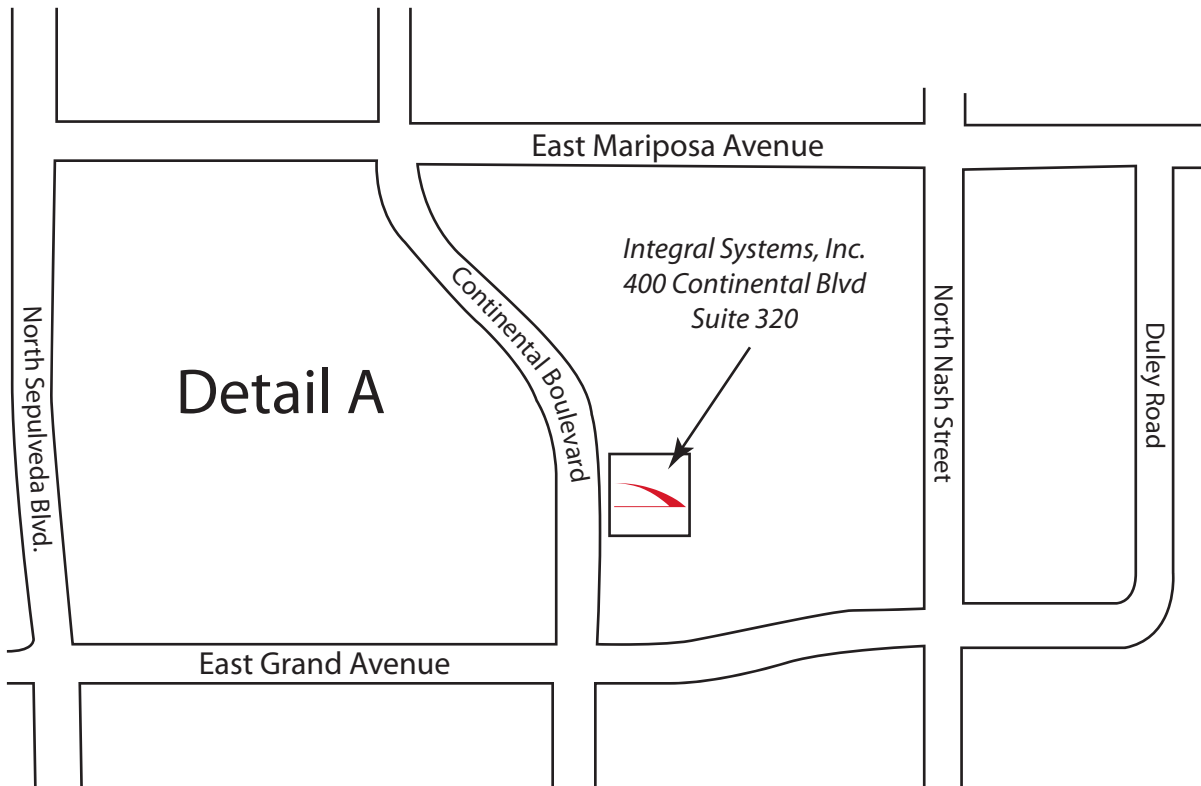 East Mariposa Avenue
Integral Systems, Inc.
400 Continental Blvd
Suite 320
North Sepulveda Blvd.
Detail A
Continental Boulevard
North Nash Street
Duley Road
East Grand Avenue